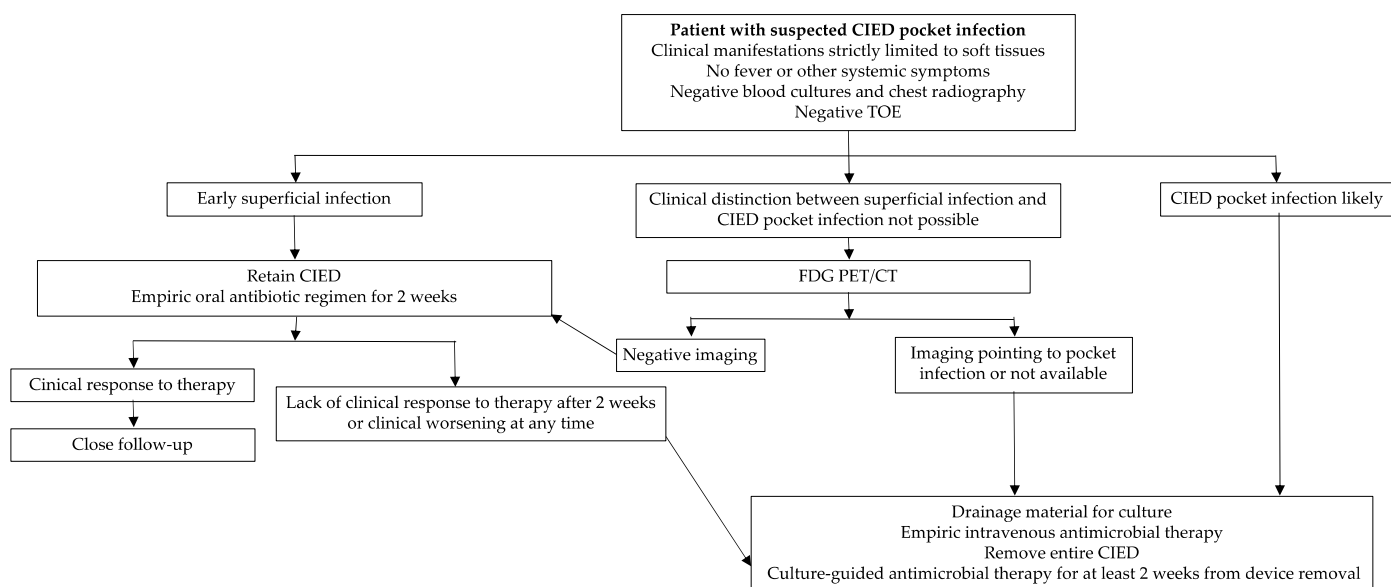 Patient with suspected CIED pocket infection
Clinical manifestations strictly limited to soft tissues
No fever or other systemic symptoms
Negative blood cultures and chest radiography
Negative TOE
Early superficial infection
Clinical distinction between superficial infection and
CIED pocket infection not possible
CIED pocket infection likely
Retain CIED
Empiric oral antibiotic regimen for 2 weeks
FDG PET/CT
Negative imaging
Imaging pointing to pocket
infection or not available
Cinical response to therapy
Lack of clinical response to therapy after 2 weeks
or clinical worsening at any time
Close follow-up
Drainage material for culture
Empiric intravenous antimicrobial therapy
Remove entire CIED
Culture-guided antimicrobial therapy for at least 2 weeks from device removal